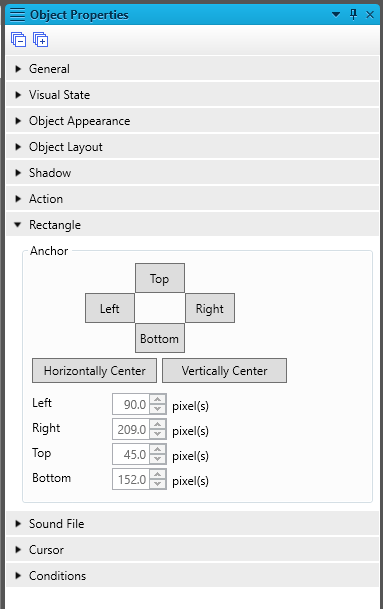 Object Properties
General
Visual State
Object Appearance
Object Layout
Shadow
Action
Rectangle
Anchor
Top
Left Right
Bottom
Horizontally Center Vertically Center
Left 90.0 pixel(s)
Right 209.0 pixel(s)
Top 45.0 pixel(s)
Bottom 152.0 pixel(s)
Sound File
Cursor
Conditions